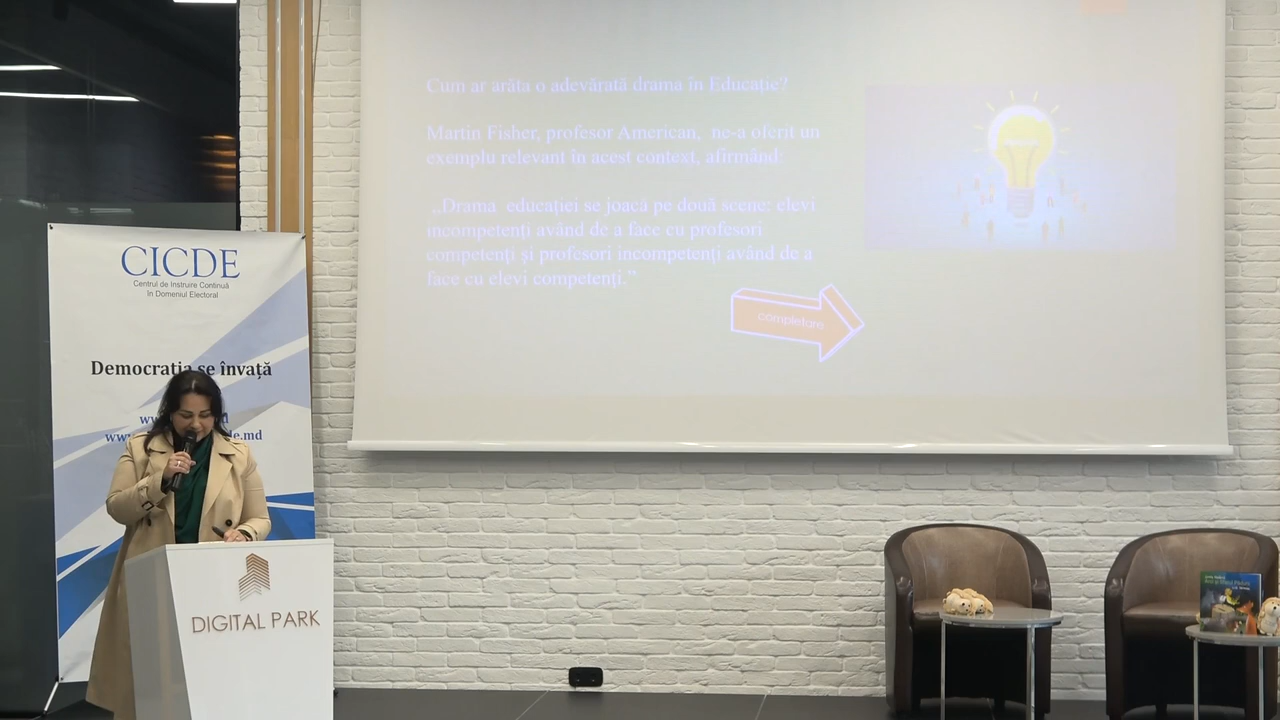 Cum ar arăta o adevărată drama în Educație?
Martin Fisher, profesor American, ne-a oferit un
exemplu relevant în acest context, afirmând:
„Drama educației se joacă pe două scene: elevi
incompetenți având de a face cu profesori
competenți și profesori incompetenți având de a
face cu elevi competenți.”
completare
CICDE
Centrul de Instruire Continuă
în Domeniul Electoral
Democrația se învață
DIGITAL PARK